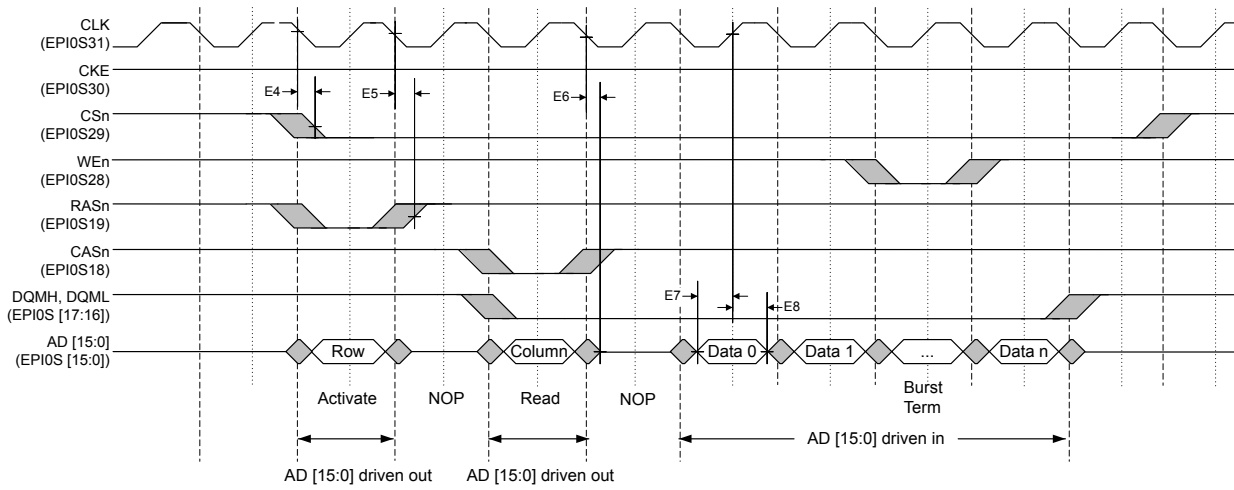 CLK
(EPI0S31)
CKE
(EPI0S30)
E4
E5
E6
CSn
(EPI0S29)
WEn
(EPI0S28)
RASn
(EPI0S19)
CASn
(EPI0S18)
DQMH, DQML
(EPI0S [17:16])
E7
E8
AD [15:0]
(EPI0S [15:0])
Row
Column
Data 0
Data 1
...
Data n
Activate
NOP
Read
NOP
Burst
Term
AD [15:0] driven in
AD [15:0] driven out
AD [15:0] driven out